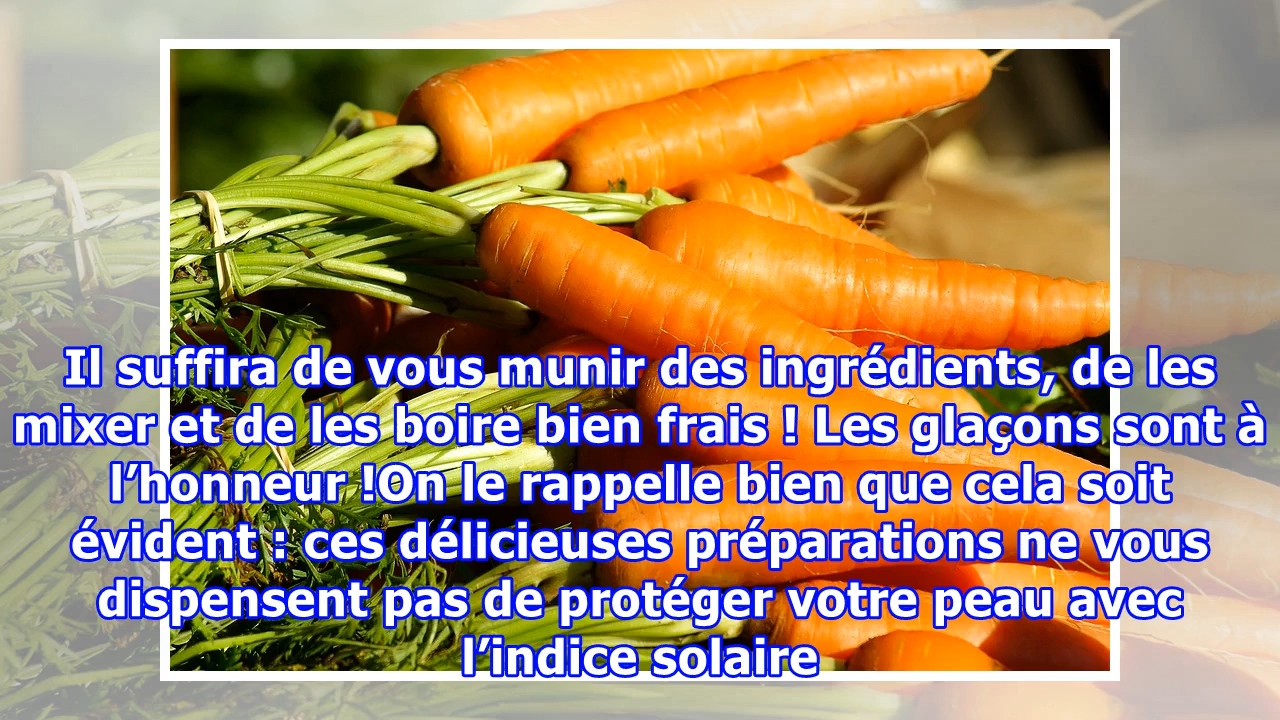 Il suffira de vous munir des ingrédients, de les
mixer et de les boire bien frais ! Les glaçons sont à
l’honneur !On le rappelle bien que cela soit
évident : ces délicieuses préparations ne vous
dispensent pas de protéger votre peau avec
l’indice solaire